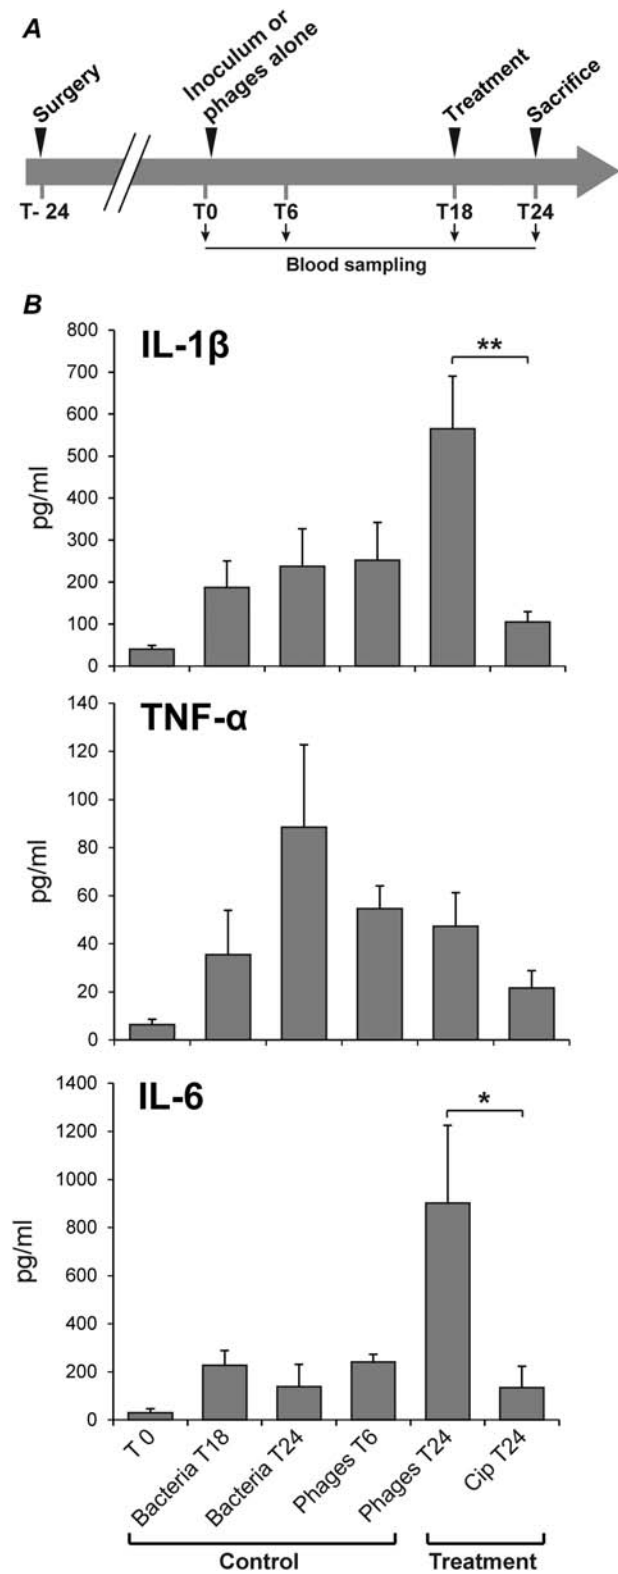 A
Surgery
Inoculum or
phages alone
Treatment
Sacrifice
T- 24
T0
T6
T18
T24
Blood sampling
B
IL-1β
pg/ml
800
700
600
500
400
300
200
100
0
**
TNF-α
pg/ml
140
120
100
80
60
40
20
0
IL-6
pg/ml
1400
1200
1000
800
600
400
200
0
*
T 0
Bacteria T18
Bacteria T24
Phages T6
Phages T24
Cip T24
Control
Treatment